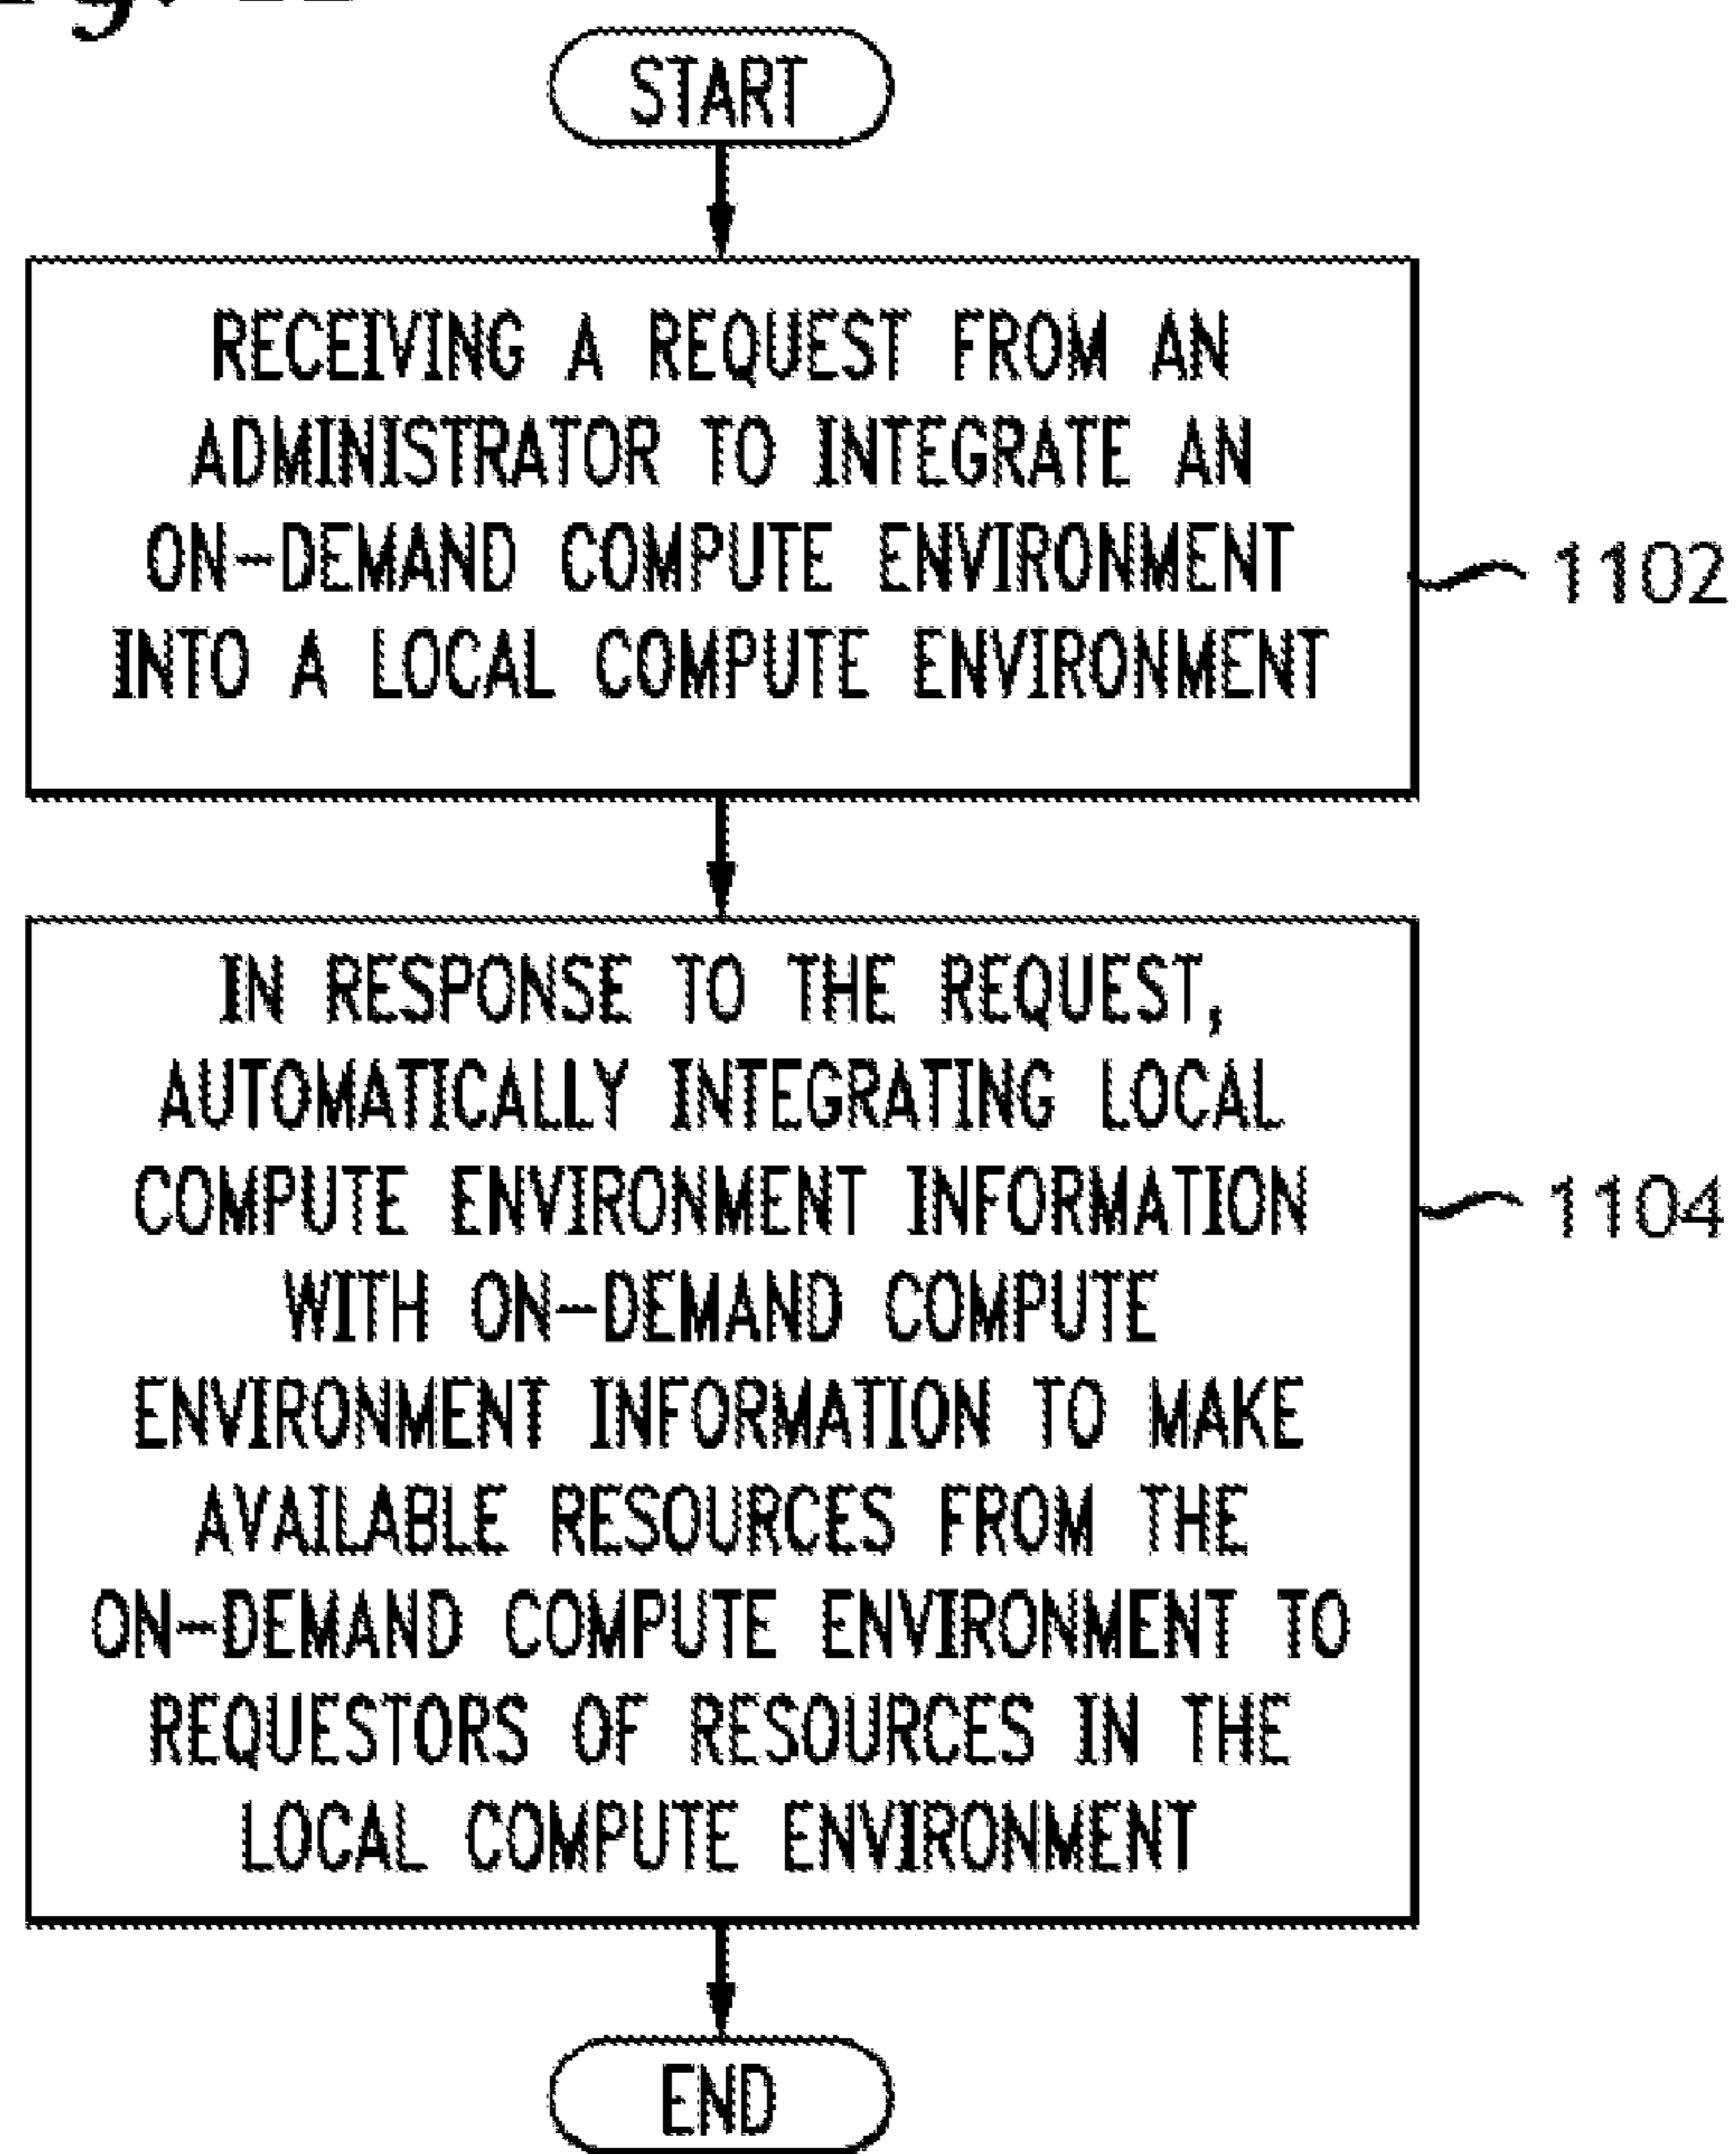 START
RECEIVING A REQUEST FROM AN
ADMINISTRATOR TO INTEGRATE AN
ON-DEMAND COMPUTE ENVIRONMENT
INTO A LOCAL COMPUTE ENVIRONMENT
1102
IN RESPONSE TO THE REQUEST,
AUTOMATICALLY INTEGRATING LOCAL
COMPUTE ENVIRONMENT INFORMATION
WITH ON-DEMAND COMPUTE
ENVIRONMENT INFORMATION TO MAKE
AVAILABLE RESOURCES FROM THE
ON-DEMAND COMPUTE ENVIRONMENT TO
REQUESTORS OF RESOURCES IN THE
LOCAL COMPUTE ENVIRONMENT
1104
END